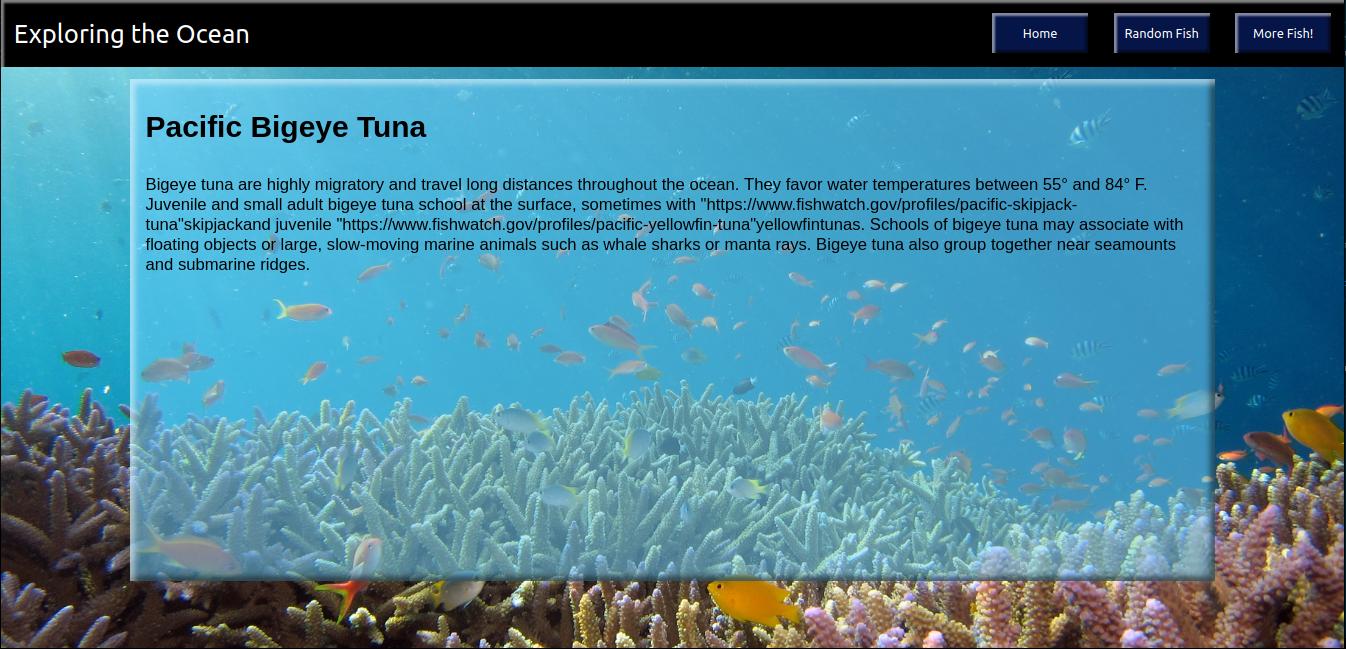 Exploring the Ocean
Home
Random Fish
More Fish!
Pacific Bigeye Tuna
Bigeye tuna are highly migratory and travel long distances throughout the ocean. They favor water temperatures between 55° and 84° F.
Juvenile and small adult bigeye tuna school at the surface, sometimes with "https://www.fishwatch.gov/profiles/pacific-skipjack-
tuna"skipjackand juvenile "https://www.fishwatch.gov/profiles/pacific-yellowfin-tuna"yellowfintunas. Schools of bigeye tuna may associate with
floating objects or large, slow-moving marine animals such as whale sharks or manta rays. Bigeye tuna also group together near seamounts
and submarine ridges.